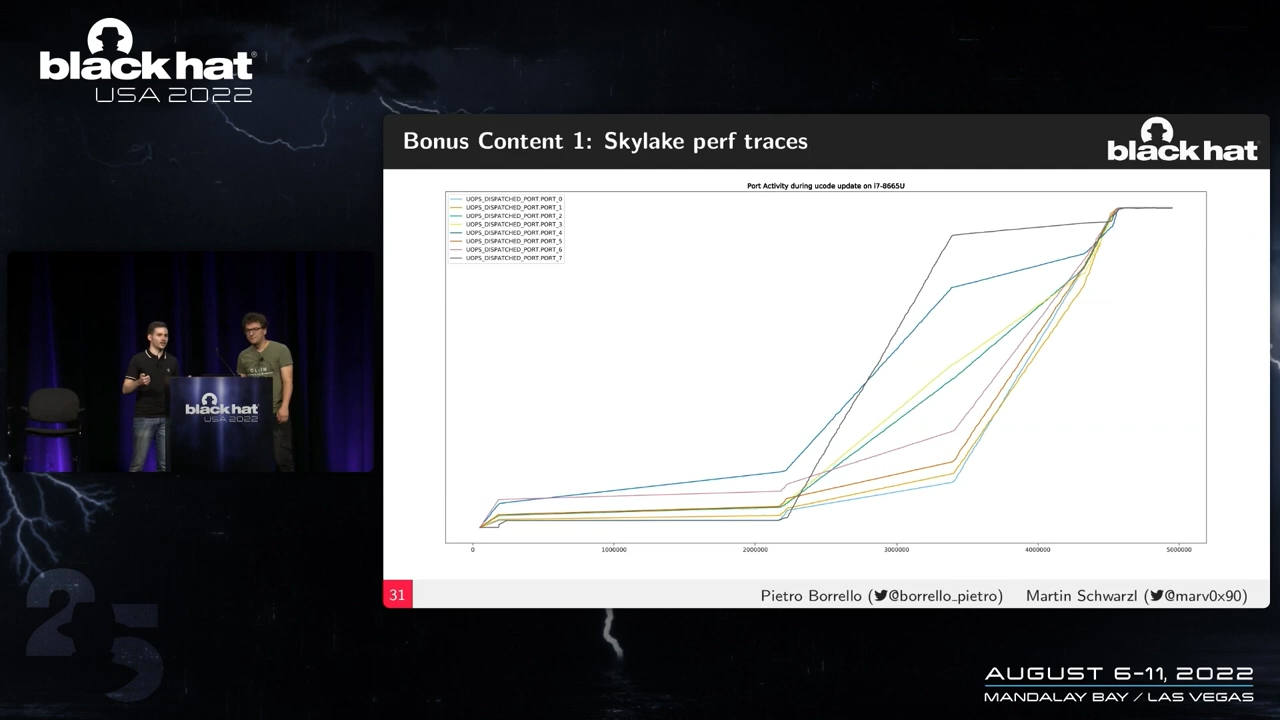 black hat®
USA 2022
Bonus Content 1: Skylake perf traces
black hat
Port Activity during ucode update on i7-8665U
UOPS_DISPATCHED_PORT.PORT_0
UOPS_DISPATCHED_PORT.PORT_1
UOPS_DISPATCHED_PORT.PORT_2
UOPS_DISPATCHED_PORT.PORT_3
UOPS_DISPATCHED_PORT.PORT_4
UOPS_DISPATCHED_PORT.PORT_5
UOPS_DISPATCHED_PORT.PORT_6
UOPS_DISPATCHED_PORT.PORT_7
0 1000000 2000000 3000000 4000000 5000000
31 Pietro Borrello (@borrello_pietro) Martin Schwarzl (@marv0x90)
black hat
USA 2022
25
AUGUST 6-11, 2022
MANDALAY BAY / LAS VEGAS